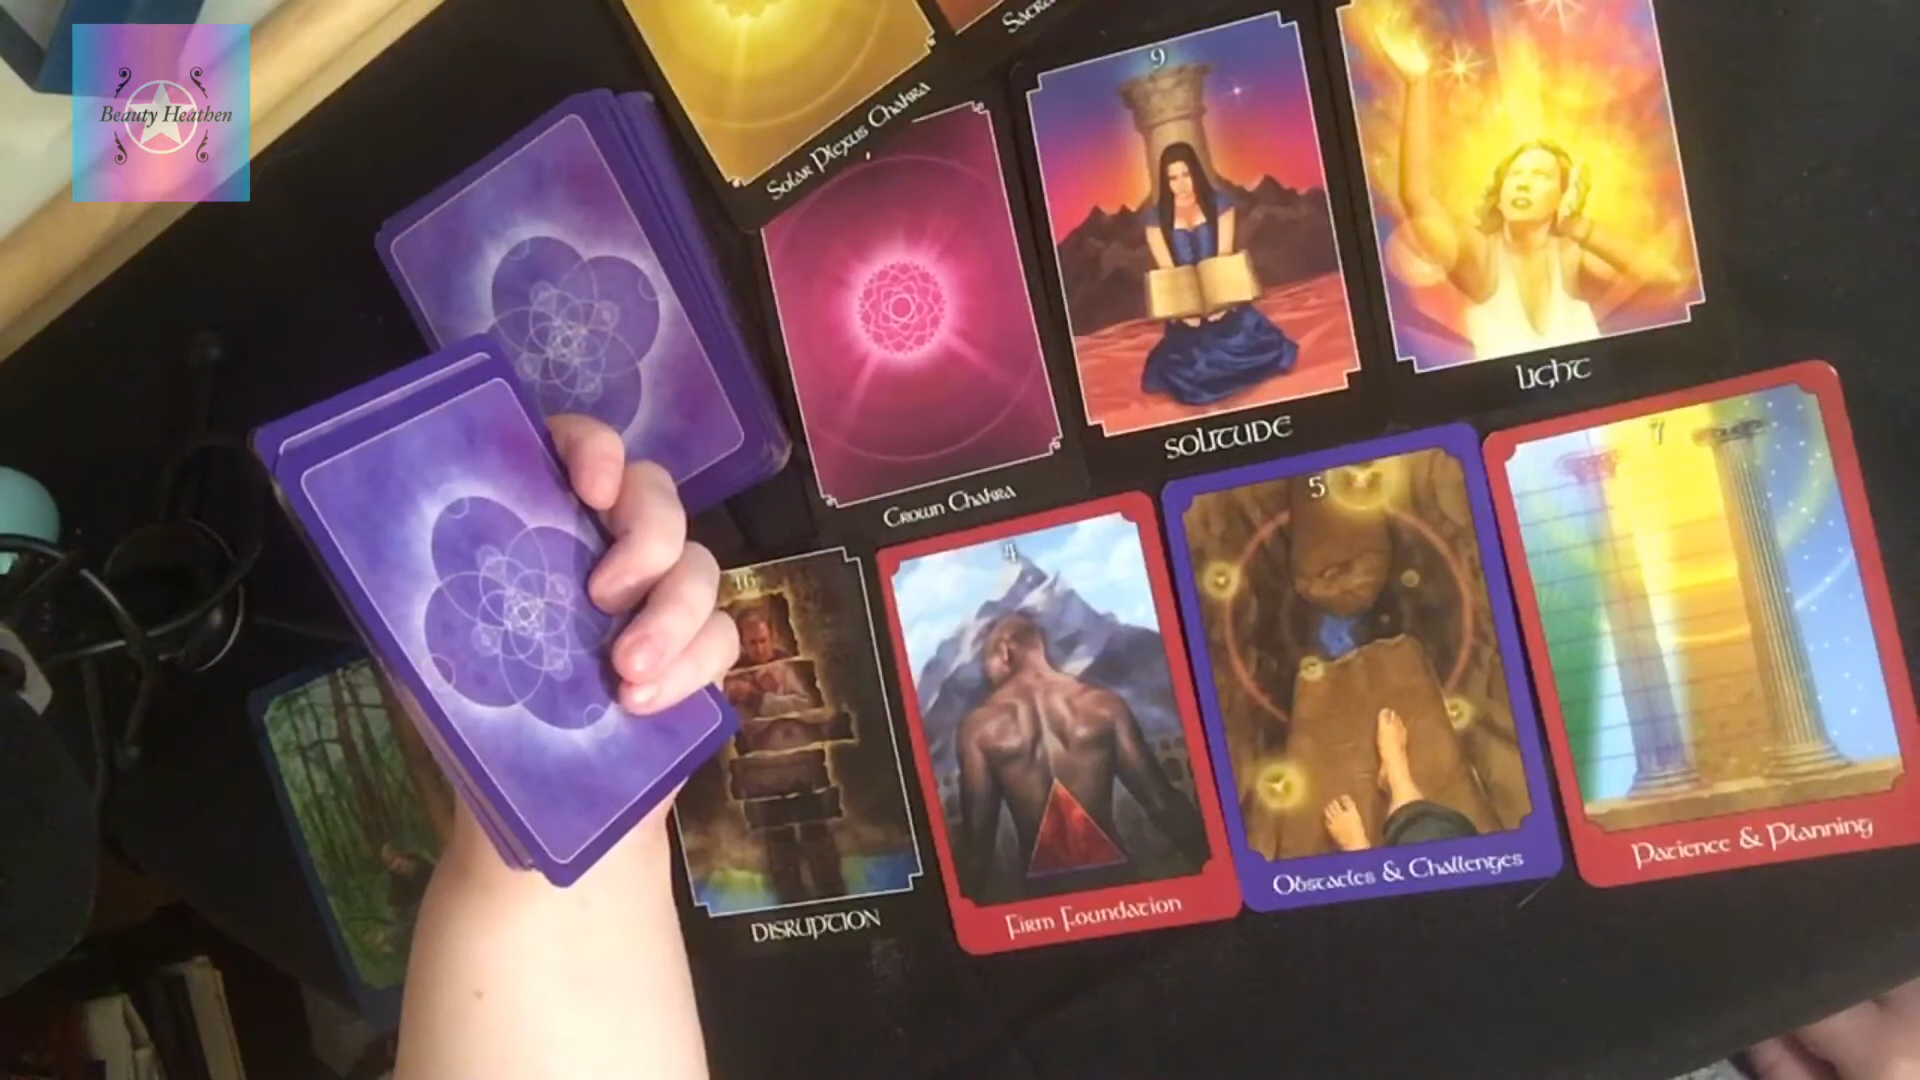 Beauty Heathen
Solar Plexus Chakra
9
Crown Chakra
SOLITUDE
LIGHT
16
DISRUPTION
4
Firm Foundation
5
Obstacles & Challenges
7
Patience & Planning